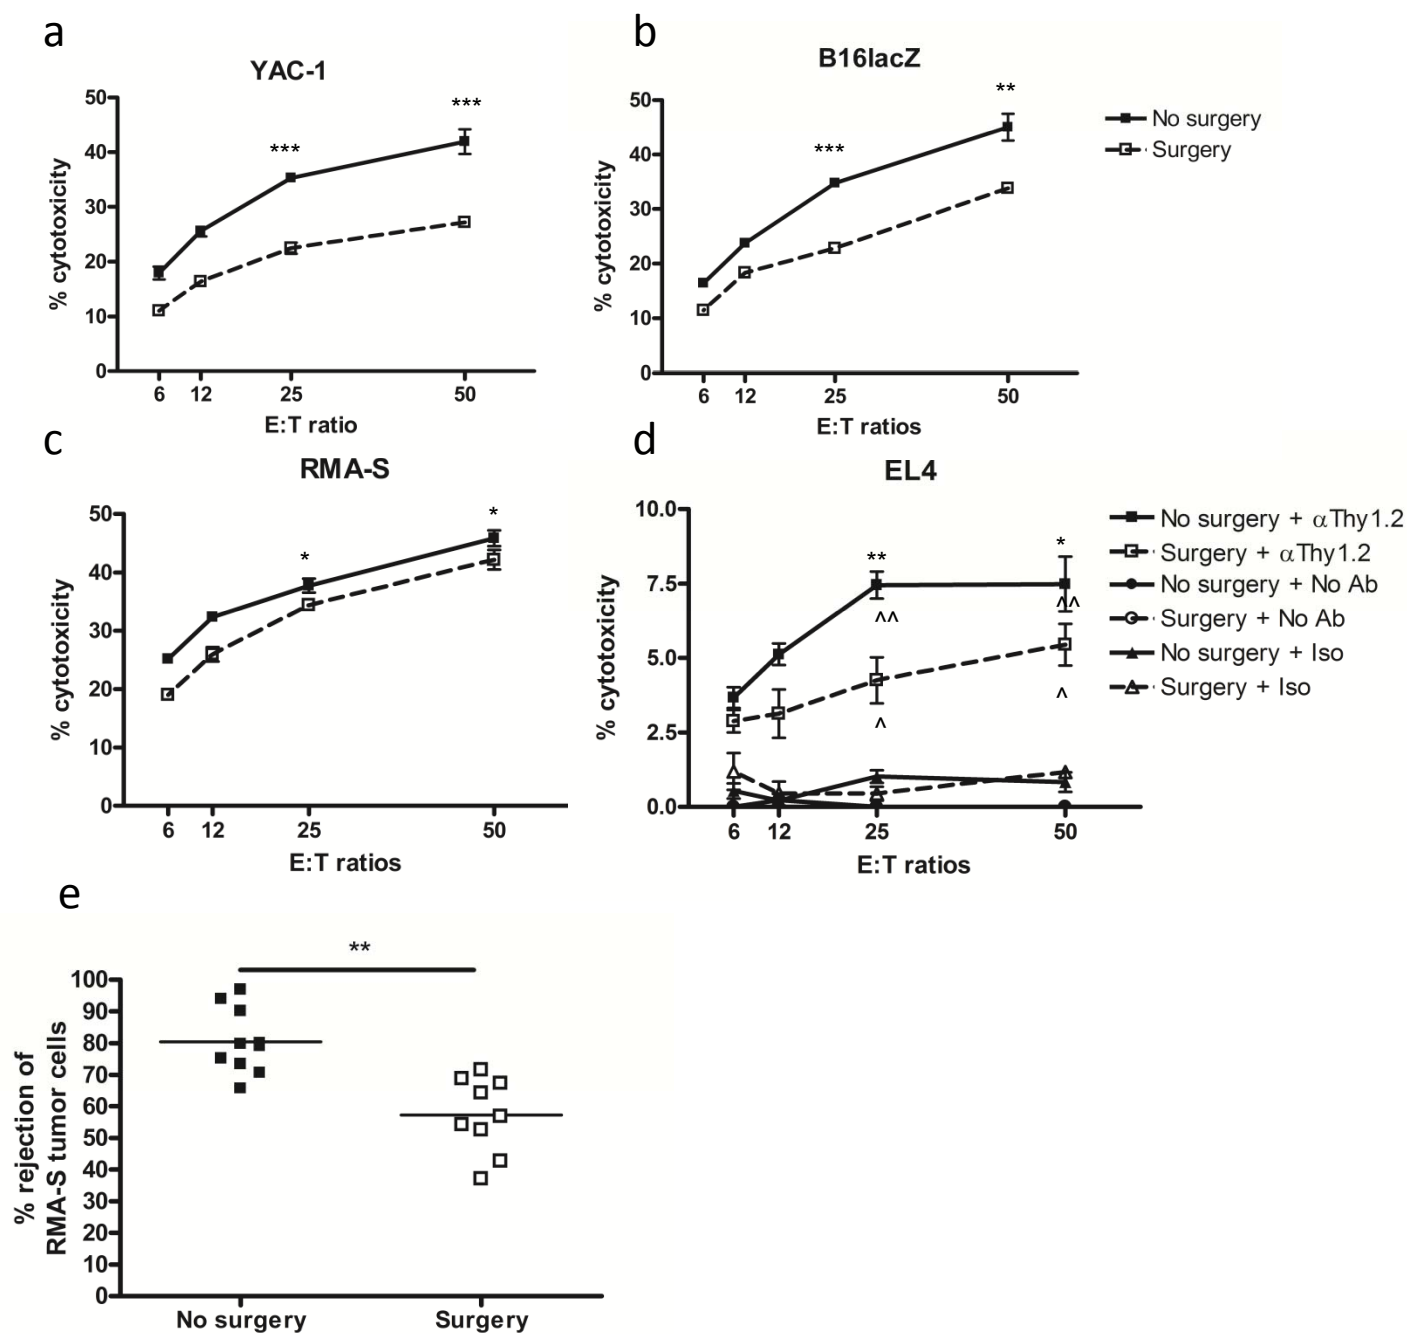 a
YAC-1
***
***
50
40
30
20
10
0
% cytotoxicity
6 12 25 50
E:T ratio
b
B16lacZ
**
***
50
40
30
20
10
0
% cytotoxicity
6 12 25 50
E:T ratios
No surgery
Surgery
c
RMA-S
*
*
50
40
30
20
10
0
% cytotoxicity
6 12 25 50
E:T ratios
d
EL4
**
*
^^
^^
^
^
10.0
7.5
5.0
2.5
0.0
% cytotoxicity
6 12 25 50
E:T ratios
No surgery + αThy1.2
Surgery + αThy1.2
No surgery + No Ab
Surgery + No Ab
No surgery + Iso
Surgery + Iso
e
**
100
90
80
70
60
50
40
30
20
10
0
% rejection of
RMA-S tumor cells
No surgery Surgery